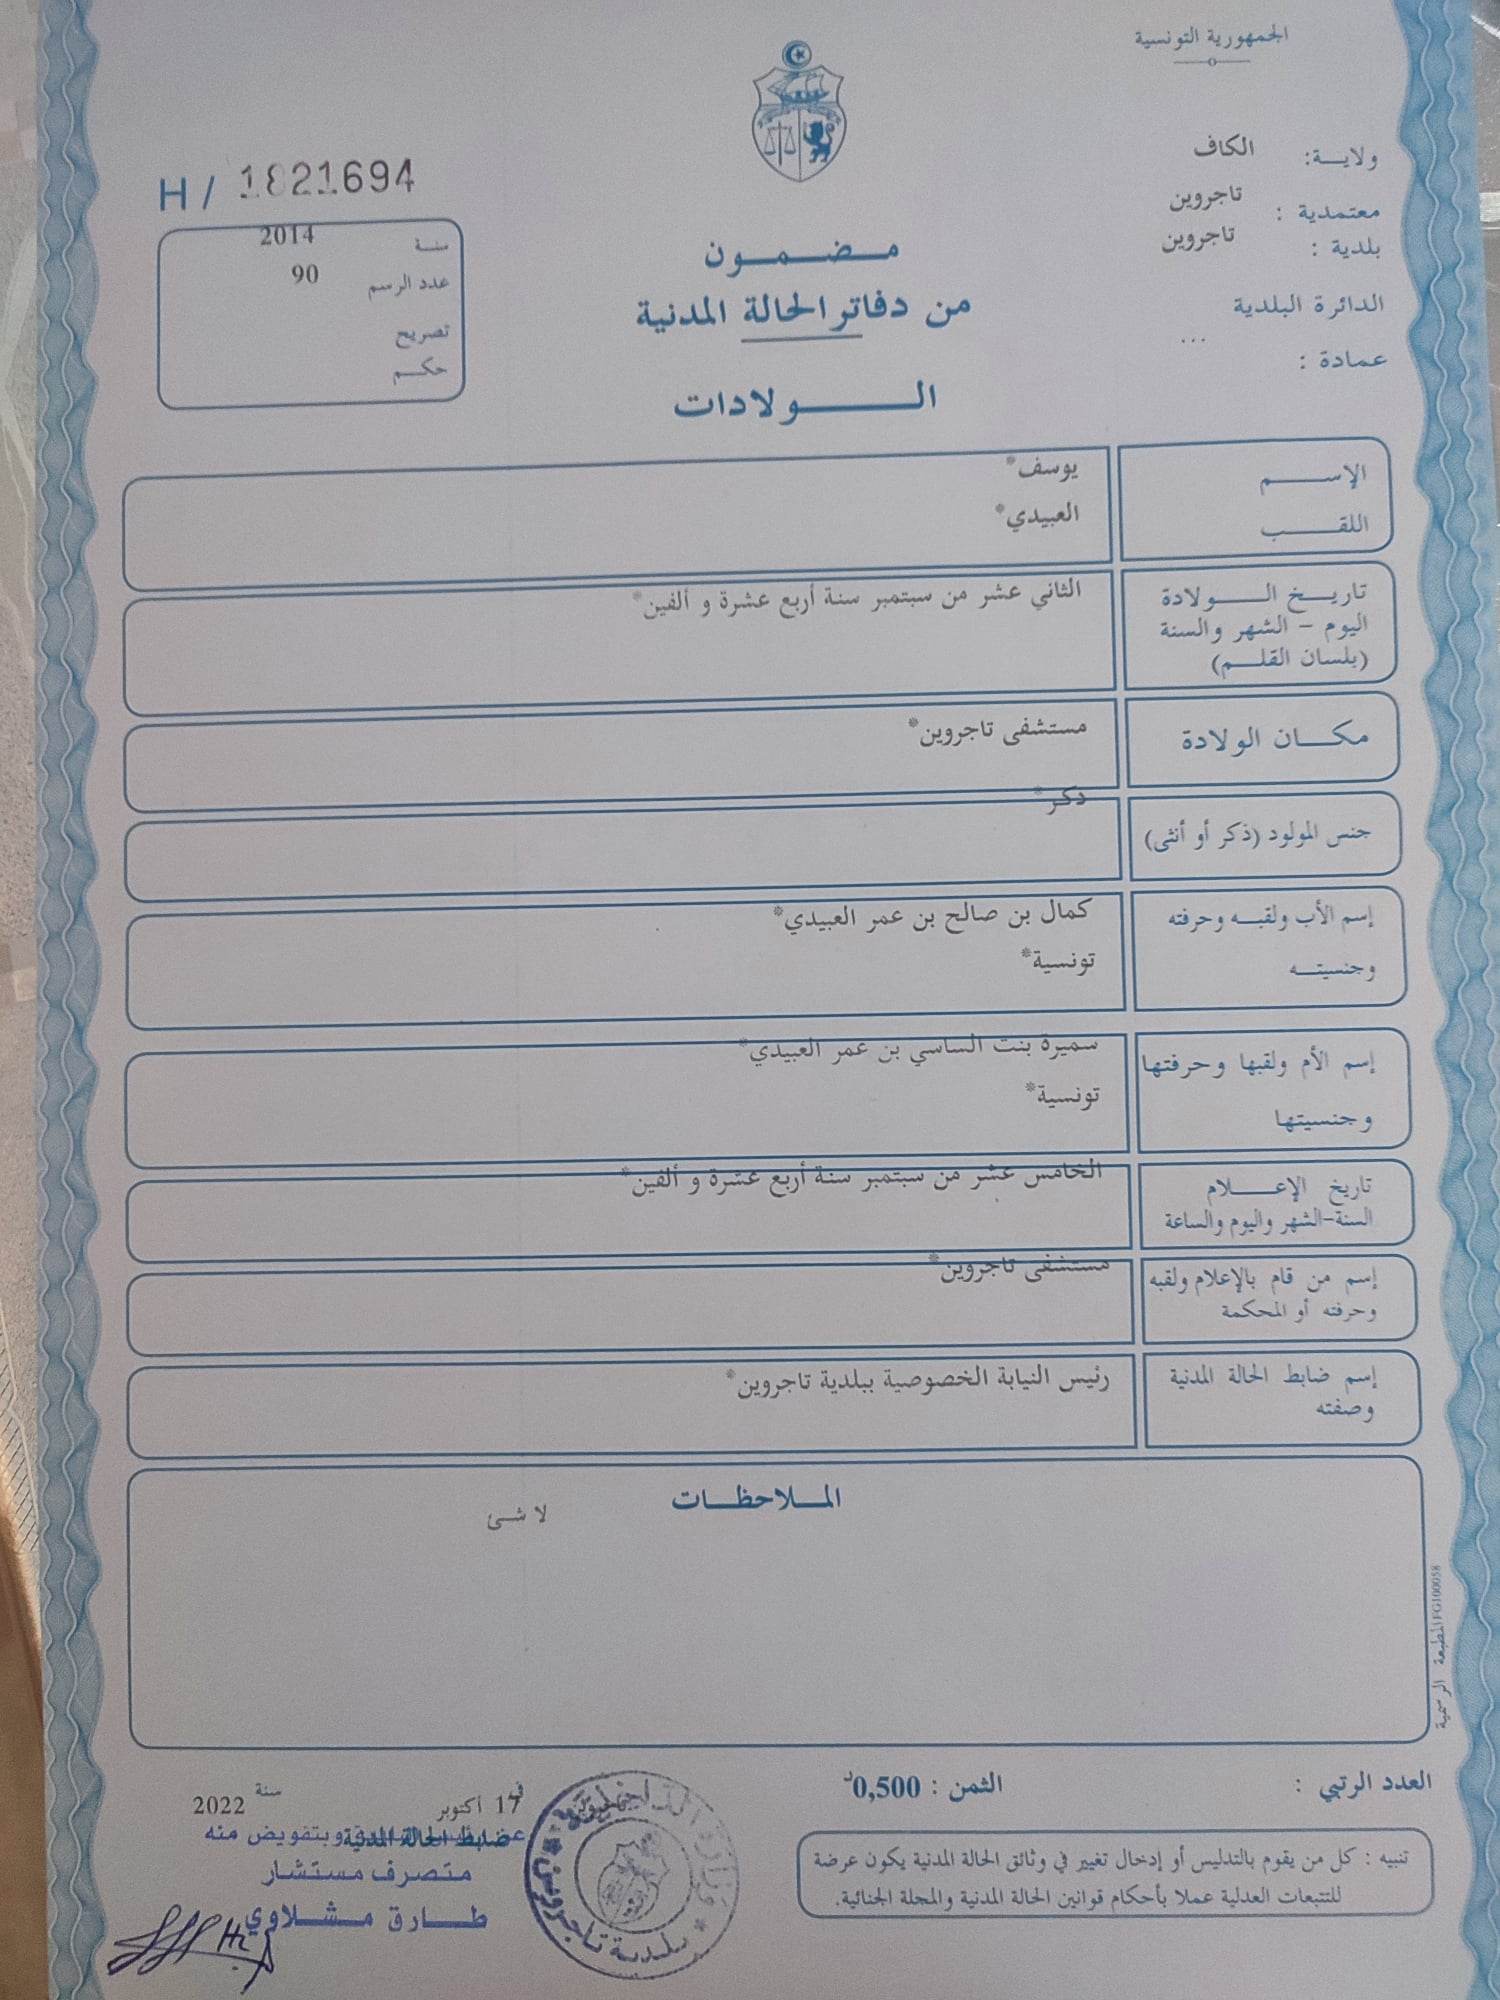 الجمهورية التونسية
ولاية: الكاف
معتمدية : تاجروين
بلدية : تاجروين
الدائرة البلدية
...
عمادة :
H / 1821694
سنة 2014
عدد الرسم 90
تصريح
حكم
مضمون
من دفاتر الحالة المدنية
الولادات
الإسم يوسف*
اللقب العبيدي*
تاريخ الولادة الثاني عشر من سبتمبر سنة أربع عشرة و ألفين*
اليوم - الشهر والسنة
(بلسان القلم)
مكان الولادة مستشفى تاجروين*
جنس المولود (ذكر أو أنثى) ذكر*
إسم الأب ولقبه وحرفته كمال بن صالح بن عمر العبيدي*
وجنسيته تونسية*
إسم الأم ولقبها وحرفتها سميرة بنت الساسي بن عمر العبيدي*
وجنسيتها تونسية*
تاريخ الإعلام الخامس عشر من سبتمبر سنة أربع عشرة و ألفين*
السنة-الشهر واليوم والساعة
إسم من قام بالإعلام ولقبه مستشفى تاجروين*
وحرفته أو المحكمة
إسم ضابط الحالة المدنية رئيس النيابة الخصوصية ببلدية تاجروين*
وصفته
الملاحظات
لا شئ
المطبعة الرسمية FG100058
العدد الرتبي :
الثمن : 0,500د
تنبيه : كل من يقوم بالتدليس أو إدخال تغيير في وثائق الحالة المدنية يكون عرضة
للتتبعات العدلية عملا بأحكام قوانين الحالة المدنية والمجلة الجنائية.
تاجروين في 17 أكتوبر سنة 2022
ضابط الحالة المدنية
وبتفويض منه
متصرف مستشار
طارق مشلاوي
وزارة الداخلية
* بلدية تاجروين *